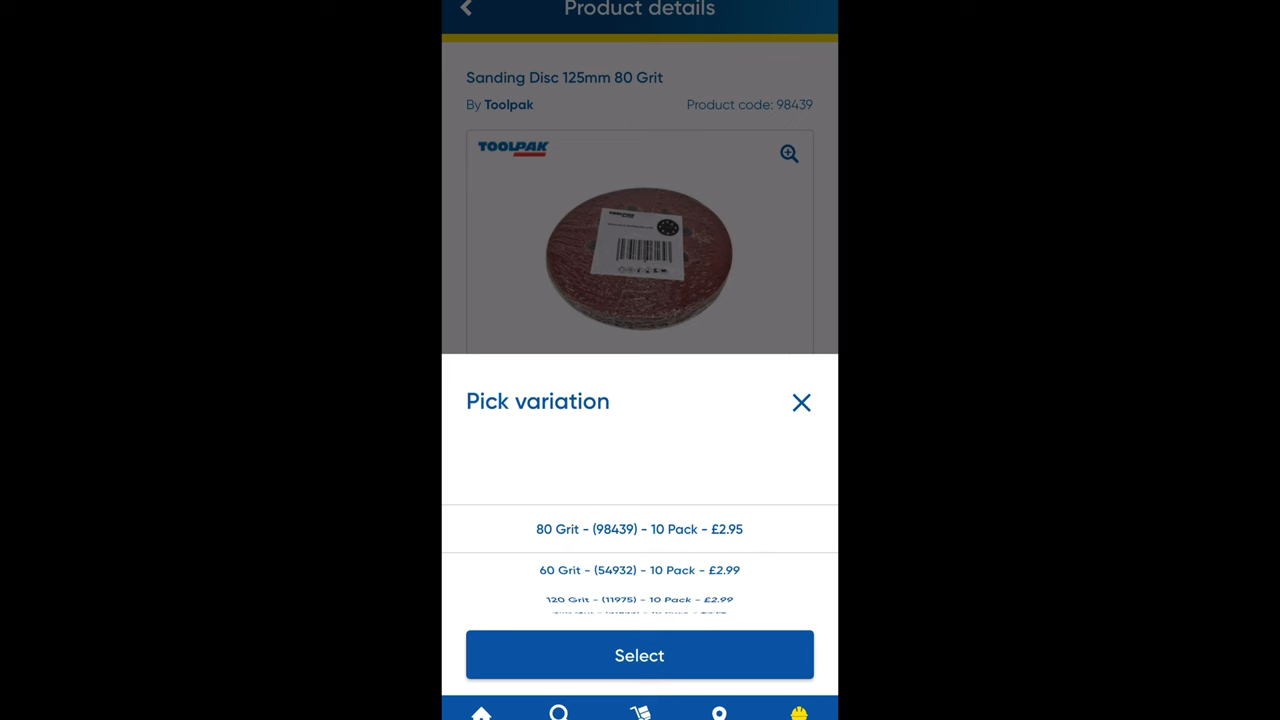 Product details
Sanding Disc 125mm 80 Grit
By Toolpak
Product code: 98439
TOOLPAK
Pick variation
80 Grit - (98439) - 10 Pack - £2.95
60 Grit - (54932) - 10 Pack - £2.99
120 Grit - (11975) - 10 Pack - £2.99
Select